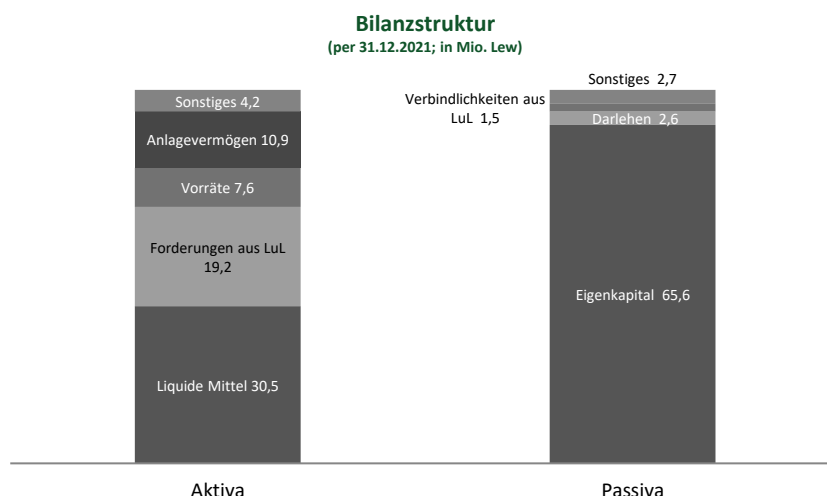 Bilanzstruktur
(per 31.12.2021; in Mio. Lew)
Sonstiges 4,2
Anlagevermögen 10,9
Vorräte 7,6
Forderungen aus LuL
19,2
Liquide Mittel 30,5
Aktiva
Sonstiges 2,7
Verbindlichkeiten aus
LuL 1,5
Darlehen 2,6
Eigenkapital 65,6
Passiva